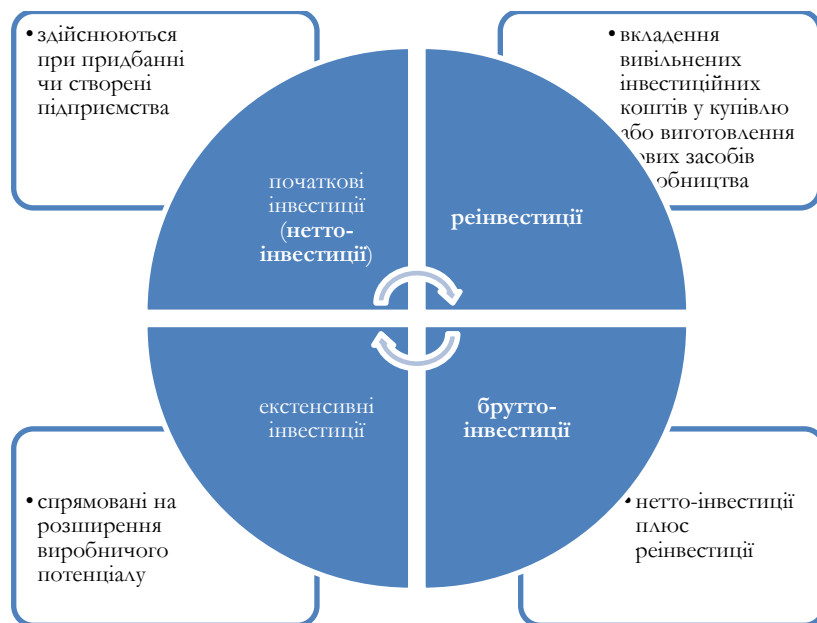 • здійснюються
при придбанні
чи створені
підприємства
• вкладення
вивільнених
інвестиційних
коштів у купівлю
або виготовлення
засобів
початкові
інвестиції
(нетто-
інвестиції)
реінвестиції
екстенсивні
інвестиції
брутто-
інвестиції
• спрямовані на
розширення
виробничого
потенціалу
• нетто-інвестиції
плюс
реінвестиції